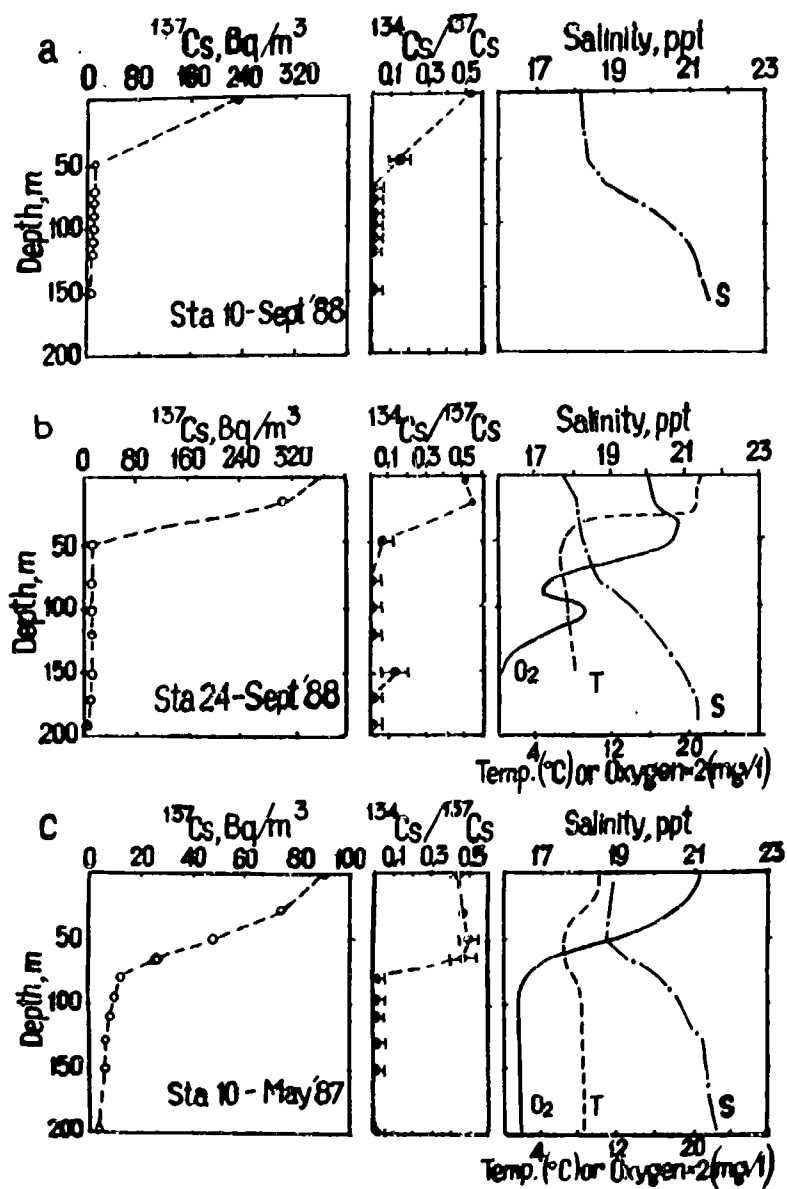 a
137Cs, Bq/m3
134Cs/137Cs
Salinity, ppt
0 80 160 240 320
0,1 0,3 0,5
17 19 21 23
Depth, m
50
100
150
200
Sta 10-Sept'88
S
b
137Cs, Bq/m3
134Cs/137Cs
Salinity, ppt
0 80 160 240 320
0,1 0,3 0,5
17 19 21 23
Depth, m
50
100
150
200
Sta 24-Sept'88
O2 T S
4 12 20
Temp. (°C) or Oxygen×2(mg/l)
C
137Cs, Bq/m3
134Cs/137Cs
Salinity, ppt
0 20 40 60 80 100
0,1 0,3 0,5
17 19 21 23
Depth, m
50
100
150
200
Sta 10-May'87
O2 T S
4 12 20
Temp. (°C) or Oxygen×2(mg/l)